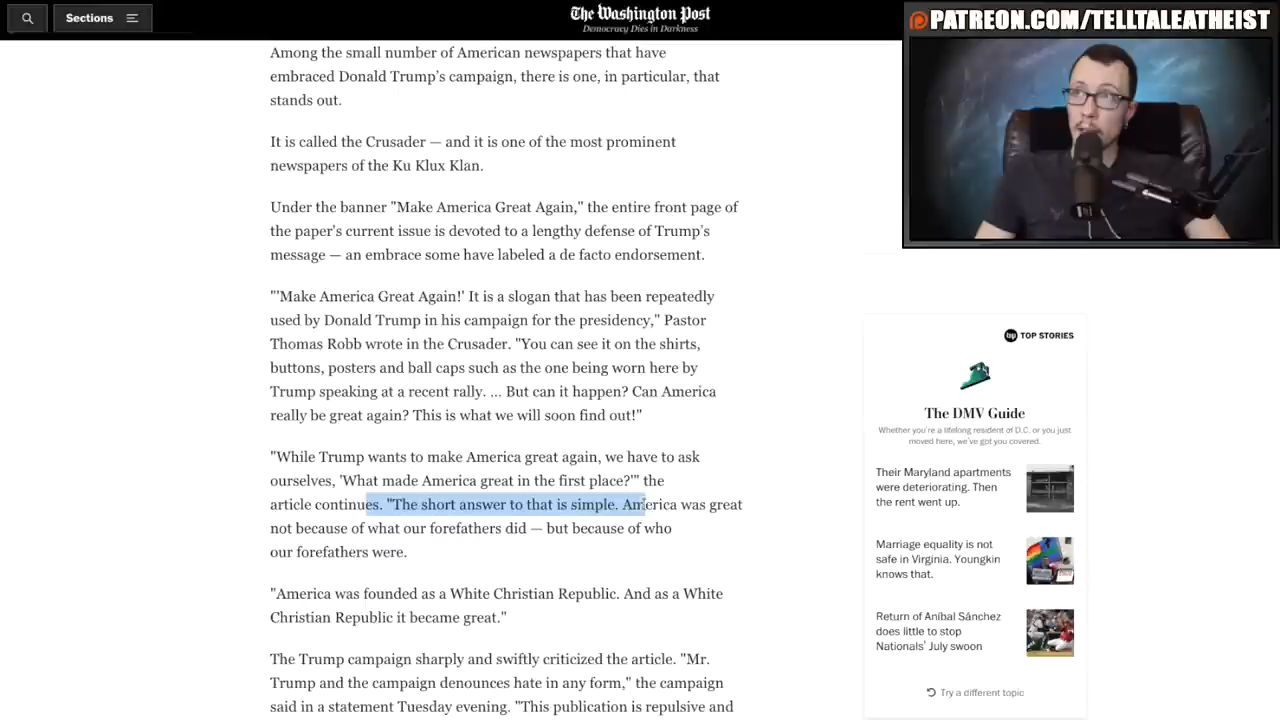 Sections
The Washington Post
Democracy Dies in Darkness
PATREON.COM/TELLTALEATHEIST
Among the small number of American newspapers that have
embraced Donald Trump's campaign, there is one, in particular, that
stands out.
It is called the Crusader — and it is one of the most prominent
newspapers of the Ku Klux Klan.
Under the banner "Make America Great Again," the entire front page of
the paper's current issue is devoted to a lengthy defense of Trump's
message — an embrace some have labeled a de facto endorsement.
"'Make America Great Again!' It is a slogan that has been repeatedly
used by Donald Trump in his campaign for the presidency," Pastor
Thomas Robb wrote in the Crusader. "You can see it on the shirts,
buttons, posters and ball caps such as the one being worn here by
Trump speaking at a recent rally. ... But can it happen? Can America
really be great again? This is what we will soon find out!"
"While Trump wants to make America great again, we have to ask
ourselves, 'What made America great in the first place?'" the
article continues. "The short answer to that is simple. America was great
not because of what our forefathers did — but because of who
our forefathers were.
"America was founded as a White Christian Republic. And as a White
Christian Republic it became great."
The Trump campaign sharply and swiftly criticized the article. "Mr.
Trump and the campaign denounces hate in any form," the campaign
said in a statement Tuesday evening. "This publication is repulsive and
wp TOP STORIES
The DMV Guide
Whether you're a lifelong resident of D.C. or you just
moved here, we've got you covered.
Their Maryland apartments
were deteriorating. Then
the rent went up.
Marriage equality is not
safe in Virginia. Youngkin
knows that.
Return of Aníbal Sánchez
does little to stop
Nationals' July swoon
Try a different topic